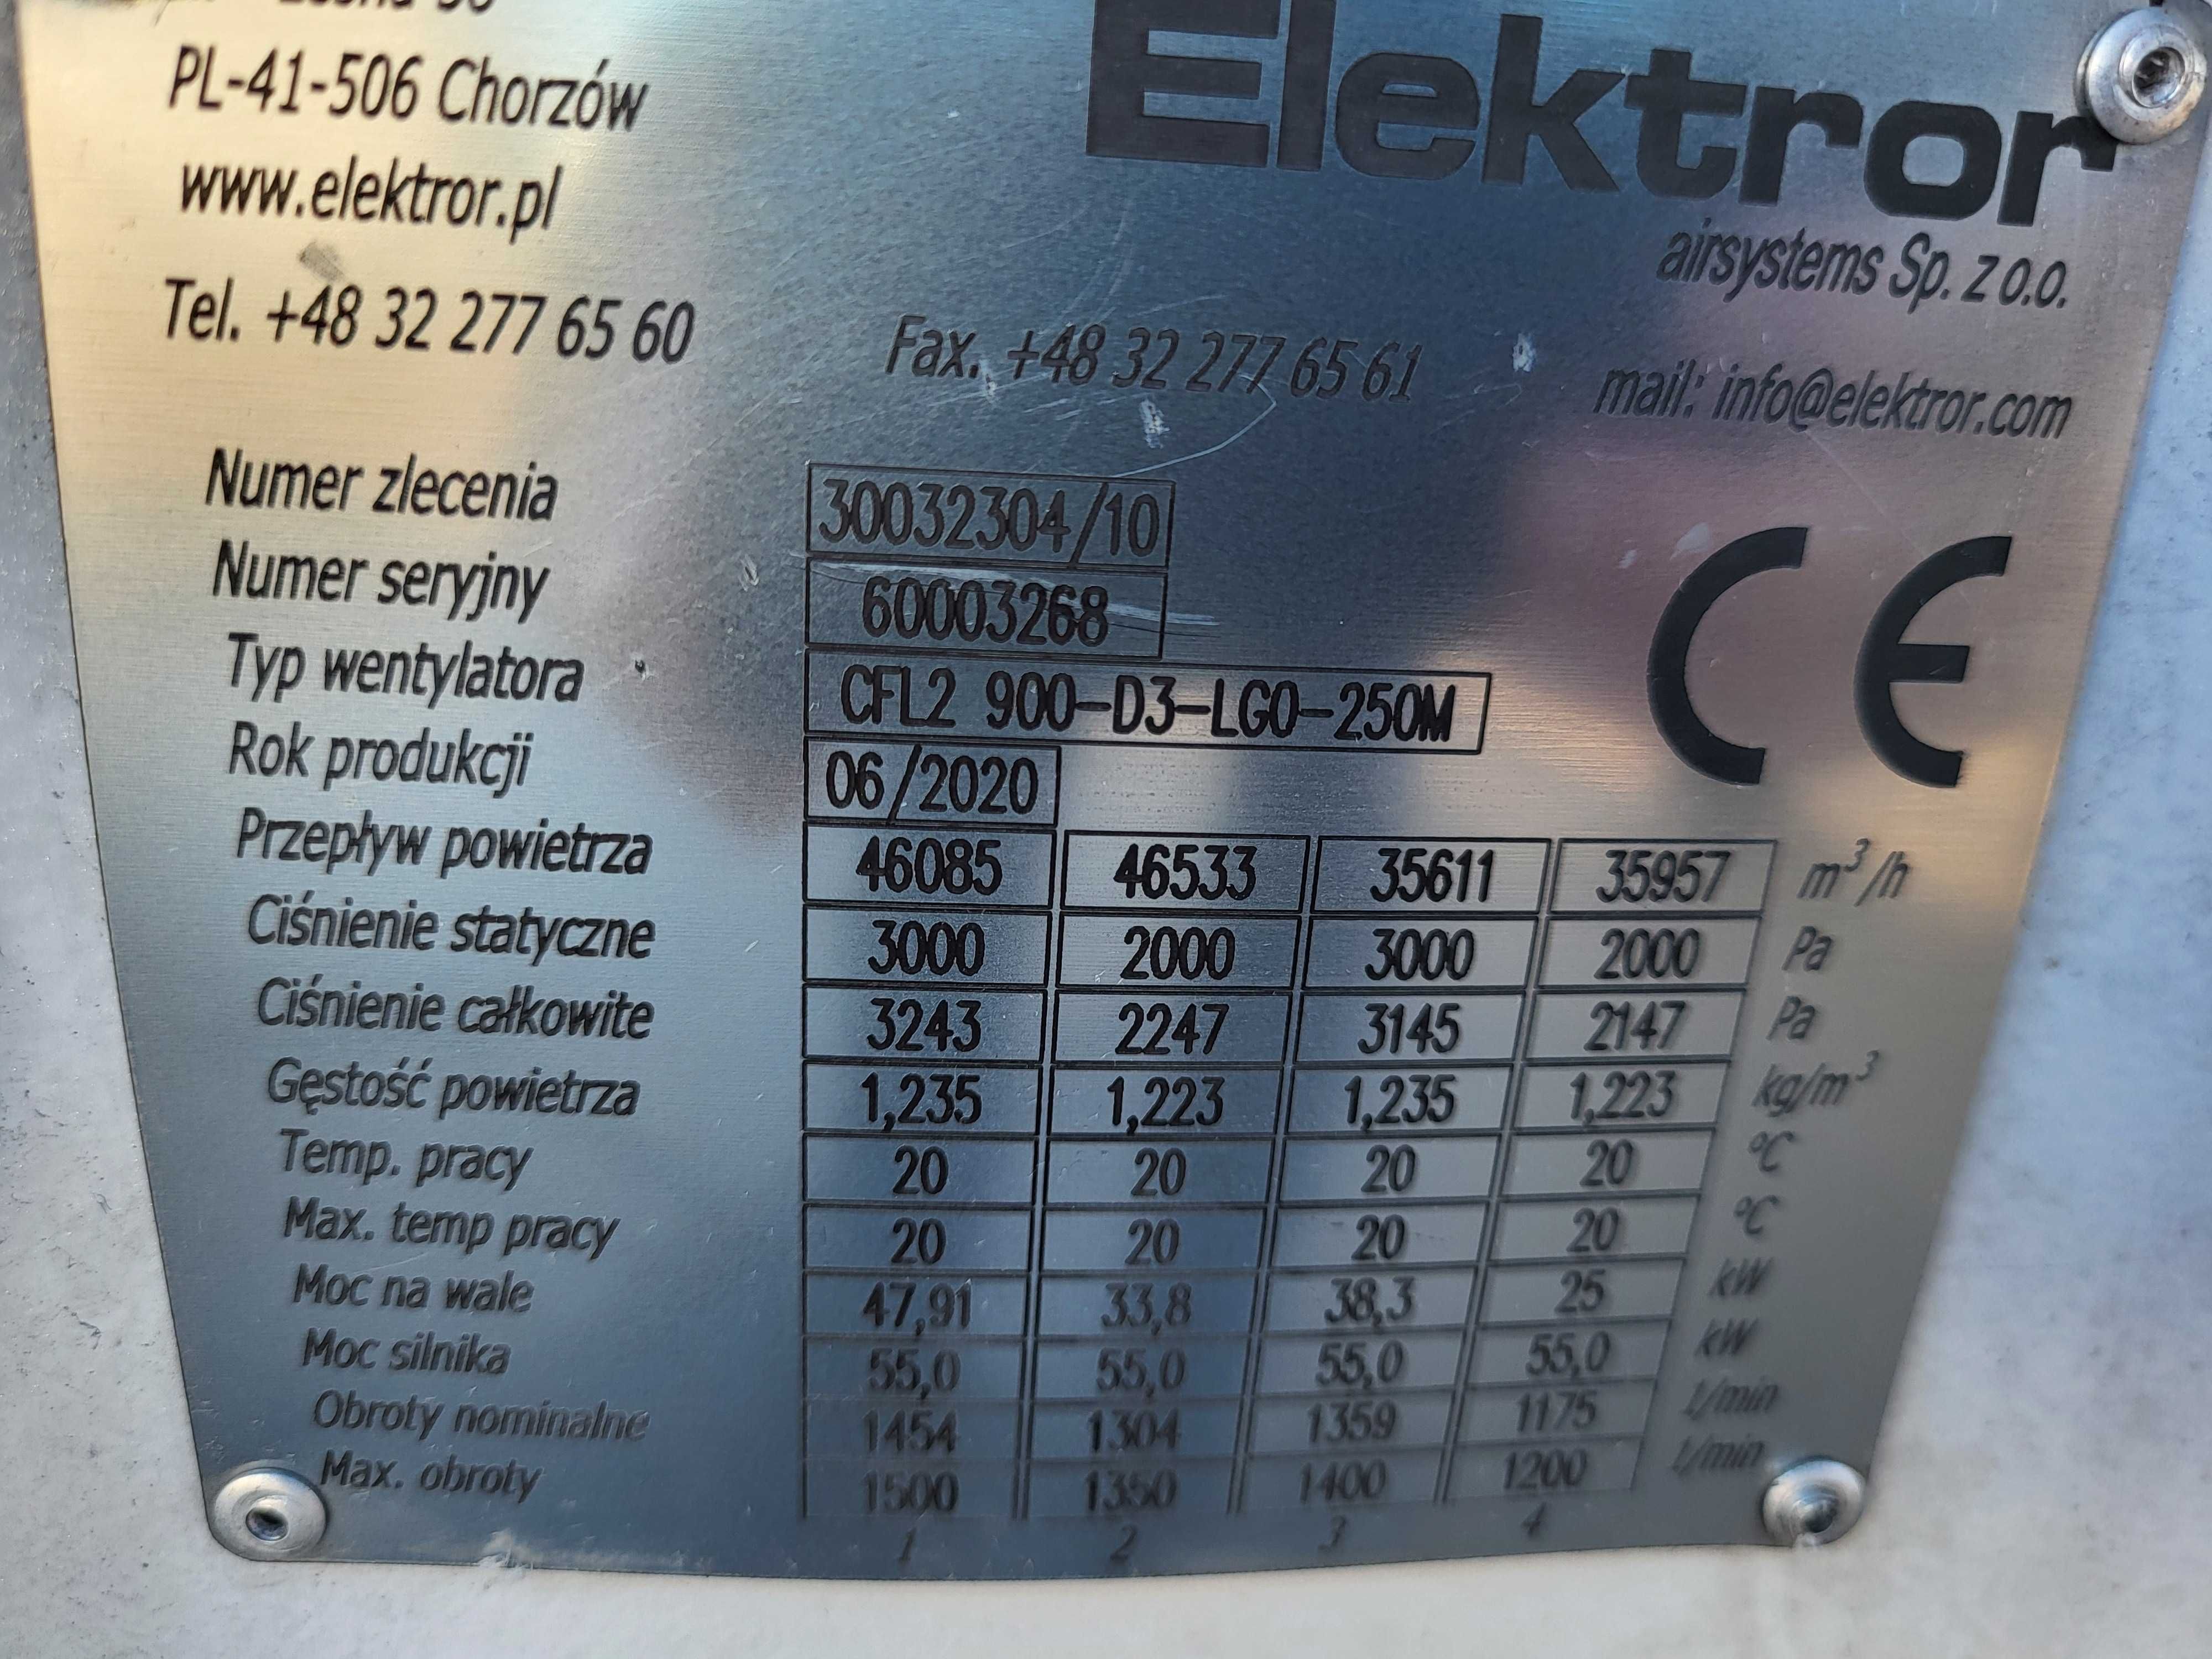 PL-41-506 Chorzów
www.elektror.pl
Elektror
airsystems Sp. z o.o.
Tel. +48 32 277 65 60 Fax. +48 32 277 65 61 mail: info@elektror.com
Numer zlecenia 30032304/10
Numer seryjny 60003268
Typ wentylatora CFL2 900-D3-LG0-250M
CE
Rok produkcji 06/2020
Przepływ powietrza 46085 46533 35611 35957 m³/h
Ciśnienie statyczne 3000 2000 3000 2000 Pa
Ciśnienie całkowite 3243 2247 3145 2147 Pa
Gęstość powietrza 1,235 1,223 1,235 1,223 kg/m³
Temp. pracy 20 20 20 20 °C
Max. temp pracy 20 20 20 20 °C
Moc na wale 47,91 33,8 38,3 25 kW
Moc silnika 55,0 55,0 55,0 55,0 kW
Obroty nominalne 1454 1304 1359 1175
Max. obroty 1500 1350 1400 1200
1 2 3 4